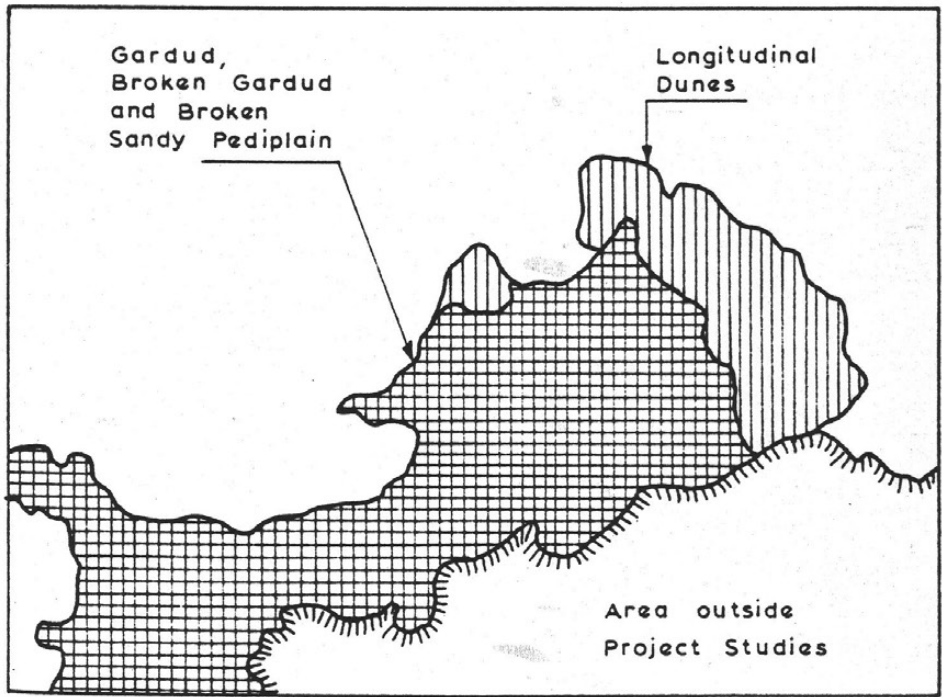 Gardud,
Broken Gardud
and Broken
Sandy Pediplain
Longitudinal
Dunes
Area outside
Project Studies